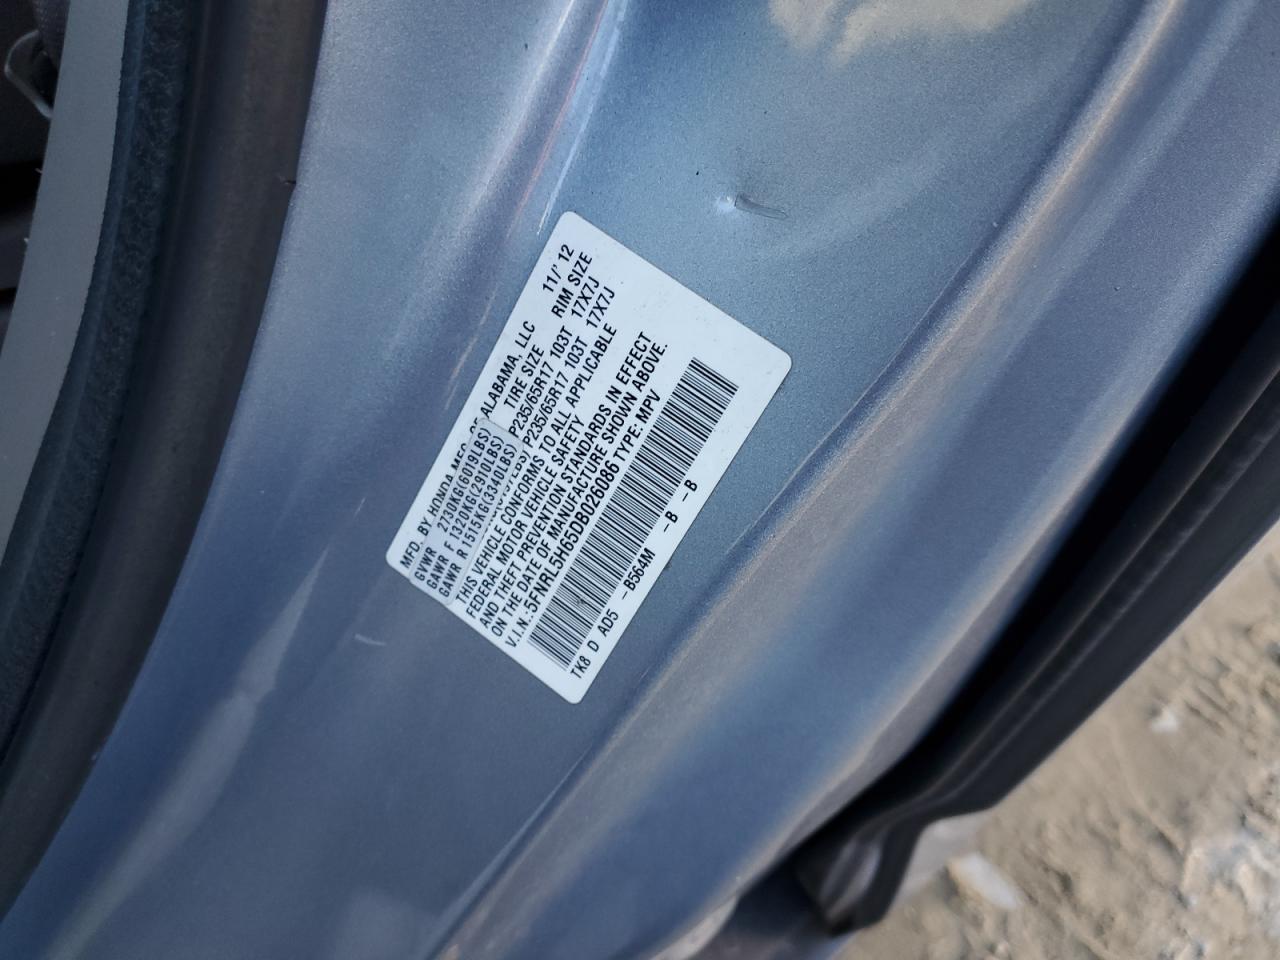 MFD. BY HONDA MFG. OF ALABAMA, LLC 11/'12
GVWR 2730KG(6019LBS) TIRE SIZE RIM SIZE
GAWR F 1320KG(2910LBS) P235/65R17 103T 17X7J
GAWR R 1515KG(3340LBS) P235/65R17 103T 17X7J
THIS VEHICLE CONFORMS TO ALL APPLICABLE
FEDERAL MOTOR VEHICLE SAFETY
AND THEFT PREVENTION STANDARDS IN EFFECT
ON THE DATE OF MANUFACTURE SHOWN ABOVE.
V.I.N.:5FNRL5H65DB026086 TYPE: MPV
TK8 D AD5 -B564M -B -B